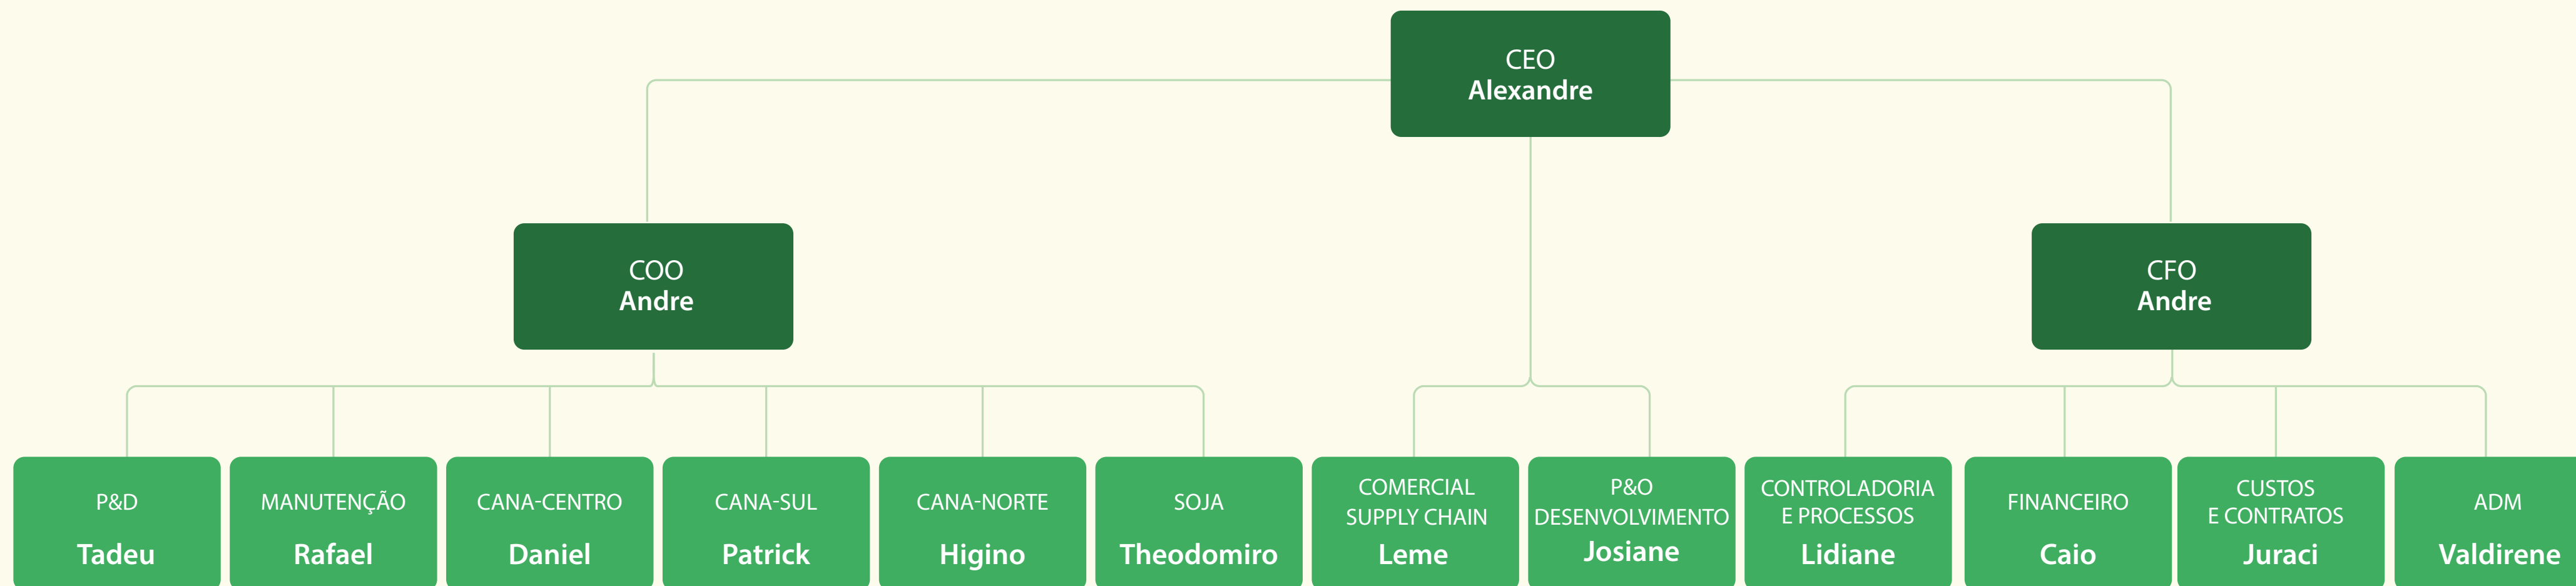 CEO
Alexandre
COO
Andre
CFO
Andre
P&D
Tadeu
MANUTENÇÃO
Rafael
CANA-CENTRO
Daniel
CANA-SUL
Patrick
CANA-NORTE
Higino
SOJA
Theodomiro
COMERCIAL
SUPPLY CHAIN
Leme
P&O
DESENVOLVIMENTO
Josiane
CONTROLADORIA
E PROCESSOS
Lidiane
FINANCEIRO
Caio
CUSTOS
E CONTRATOS
Juraci
ADM
Valdirene